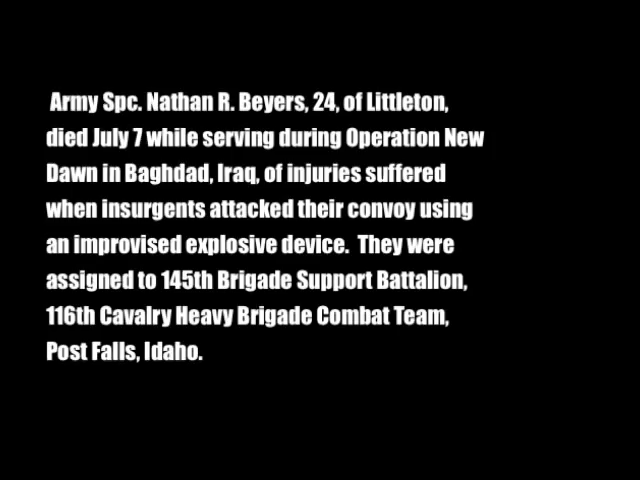 Army Spc. Nathan R. Beyers, 24, of Littleton,
died July 7 while serving during Operation New
Dawn in Baghdad, Iraq, of injuries suffered
when insurgents attacked their convoy using
an improvised explosive device.  They were
assigned to 145th Brigade Support Battalion,
116th Cavalry Heavy Brigade Combat Team,
Post Falls, Idaho.